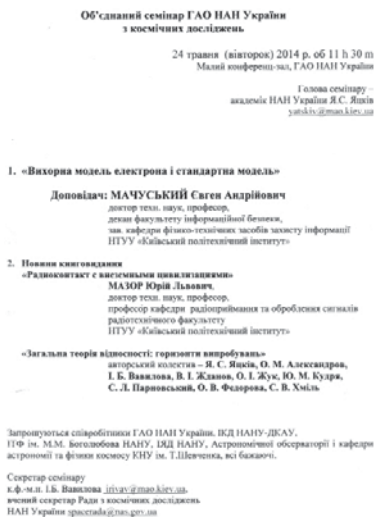 Об'єднаний семінар ГАО НАН України
з космічних досліджень
24 травня (вівторок) 2014 р. об 11 h 30 m
Малий конференц-зал, ГАО НАН України
Голова семінару –
академік НАН України Я.С. Яцків
yatskiv@mao.kiev.ua
1. «Вихорна модель електрона і стандартна модель»
Доповідач: МАЧУСЬКИЙ Євген Андрійович
доктор техн. наук, професор,
декан факультету інформаційної безпеки,
зав. кафедри фізико-технічних засобів захисту інформації
НТУУ «Київський політехнічний інститут»
2. Новини книговидання
«Радиоконтакт с внеземными цивилизациями»
МАЗОР Юрій Львович,
доктор техн. наук, професор,
професор кафедри радіоприймання та оброблення сигналів
радіотехнічного факультету
НТУУ «Київський політехнічний інститут»
«Загальна теорія відносності: горизонти випробувань»
авторський колектив – Я. С. Яцків, О. М. Александров,
І. Б. Вавилова, В. І. Жданов, О. І. Жук, Ю. М. Кудря,
С. Л. Парновський, О. В. Федорова, С. В. Хміль
Запрошуються співробітники ГАО НАН України, ІКД НАНУ-ДКАУ,
ІТФ ім. М.М. Боголюбова НАНУ, ІЯД НАНУ, Астрономічної обсерваторії і кафедри
астрономії та фізики космосу КНУ ім. Т.Шевченка, всі бажаючі.
Секретар семінару
к.ф.-м.н. І.Б. Вавилова irivav@mao.kiev.ua,
вчений секретар Ради з космічних досліджень
НАН України spacerada@nas.gov.ua